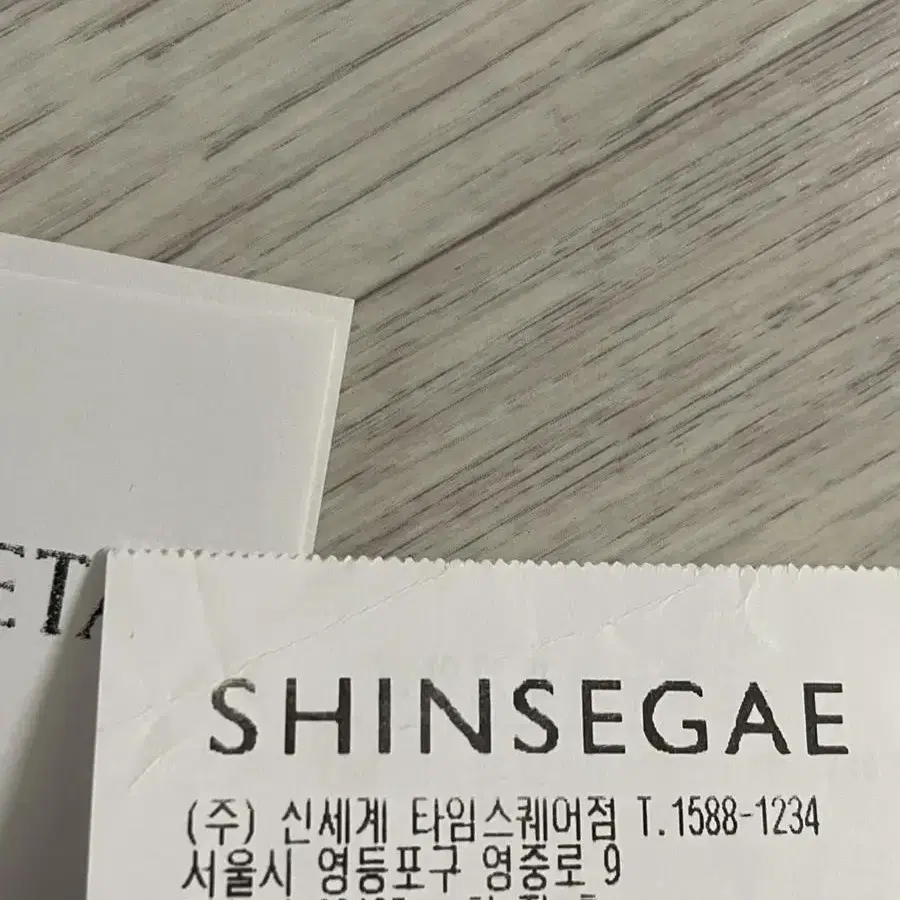 ET
SHINSEGAE
(주) 신세계 타임스퀘어점 T.1588-1234
서울시 영등포구 영중로 9